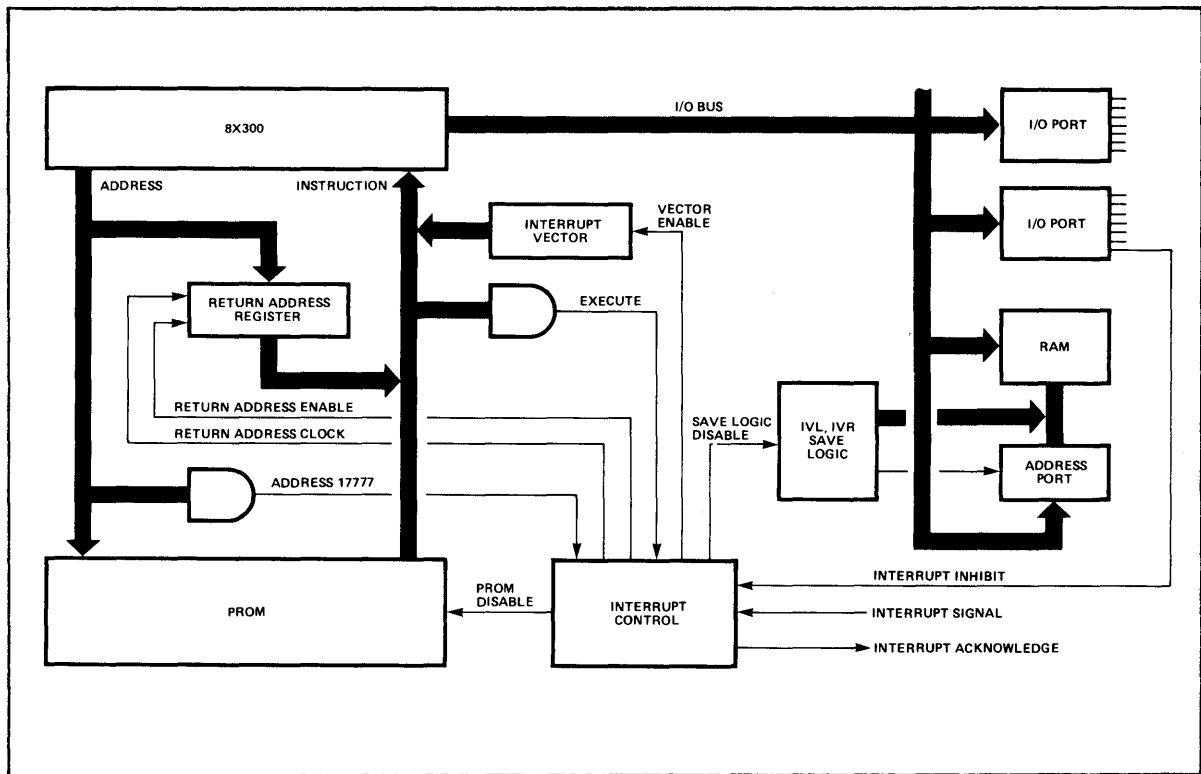 8X300
I/O BUS
I/O PORT
ADDRESS
INSTRUCTION
INTERRUPT
VECTOR
VECTOR
ENABLE
I/O PORT
RETURN ADDRESS
REGISTER
EXECUTE
RAM
RETURN ADDRESS ENABLE
RETURN ADDRESS CLOCK
SAVE LOGIC
DISABLE
IVL, IVR
SAVE
LOGIC
ADDRESS
PORT
ADDRESS 17777
PROM
PROM
DISABLE
INTERRUPT
CONTROL
INTERRUPT INHIBIT
INTERRUPT SIGNAL
INTERRUPT ACKNOWLEDGE